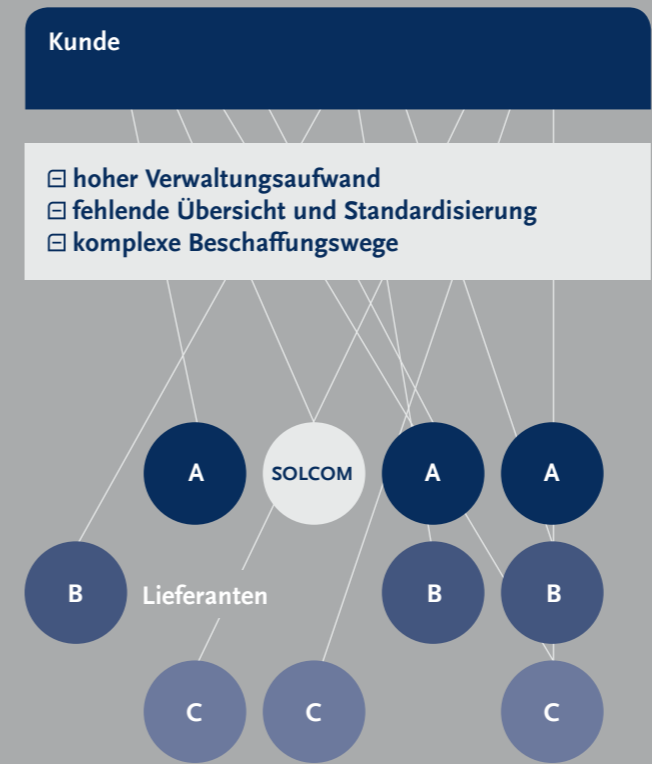 Kunde
⊟ hoher Verwaltungsaufwand
⊟ fehlende Übersicht und Standardisierung
⊟ komplexe Beschaffungswege
A SOLCOM A A
B Lieferanten B B
C C C